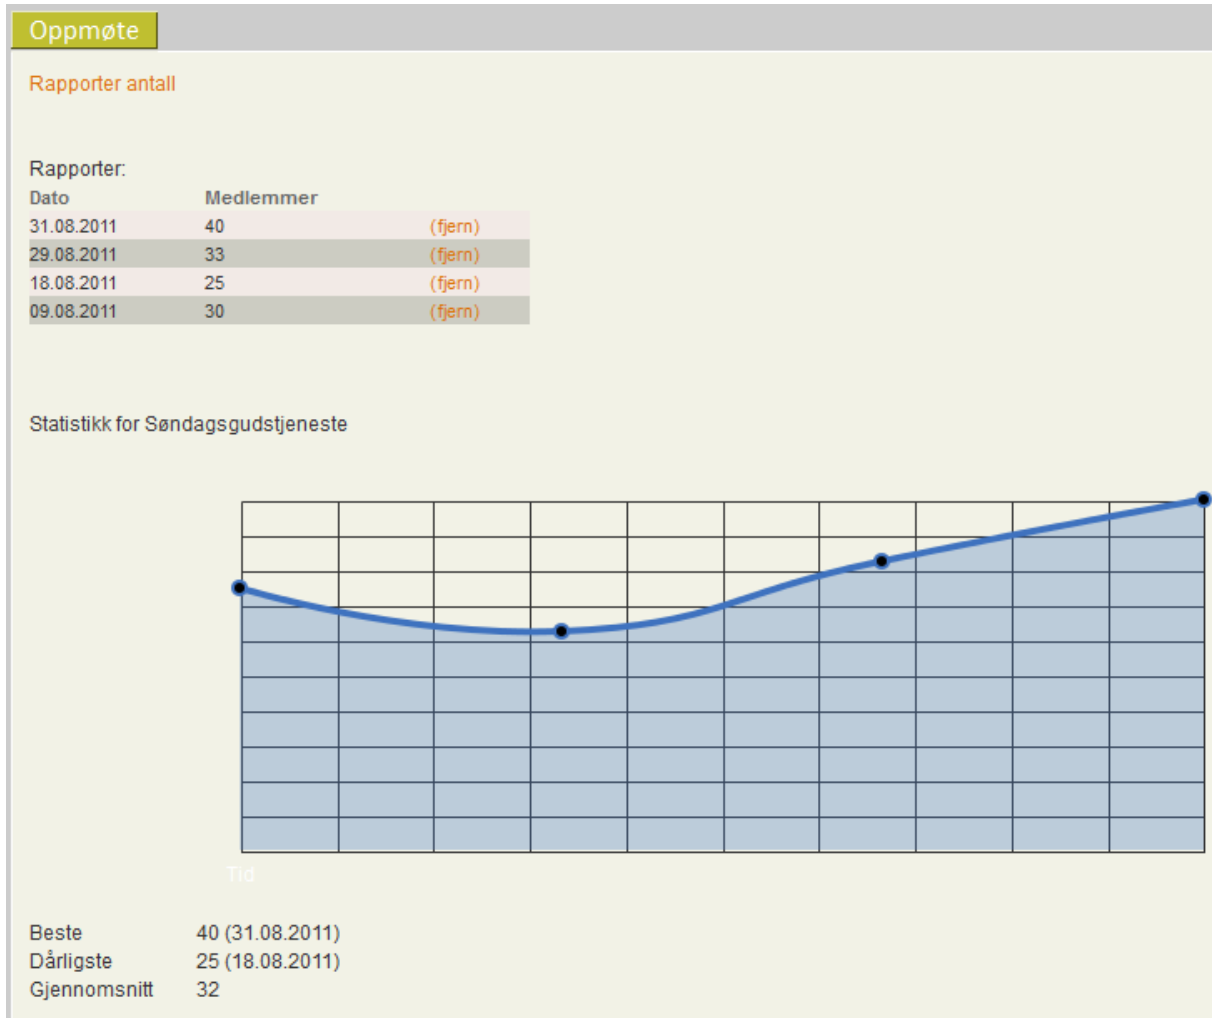 Oppmøte
Rapporter antall
Rapporter:
Dato Medlemmer
31.08.2011 40 (fjern)
29.08.2011 33 (fjern)
18.08.2011 25 (fjern)
09.08.2011 30 (fjern)
Statistikk for Søndagsgudstjeneste
Tid
Beste 40 (31.08.2011)
Dårligste 25 (18.08.2011)
Gjennomsnitt 32